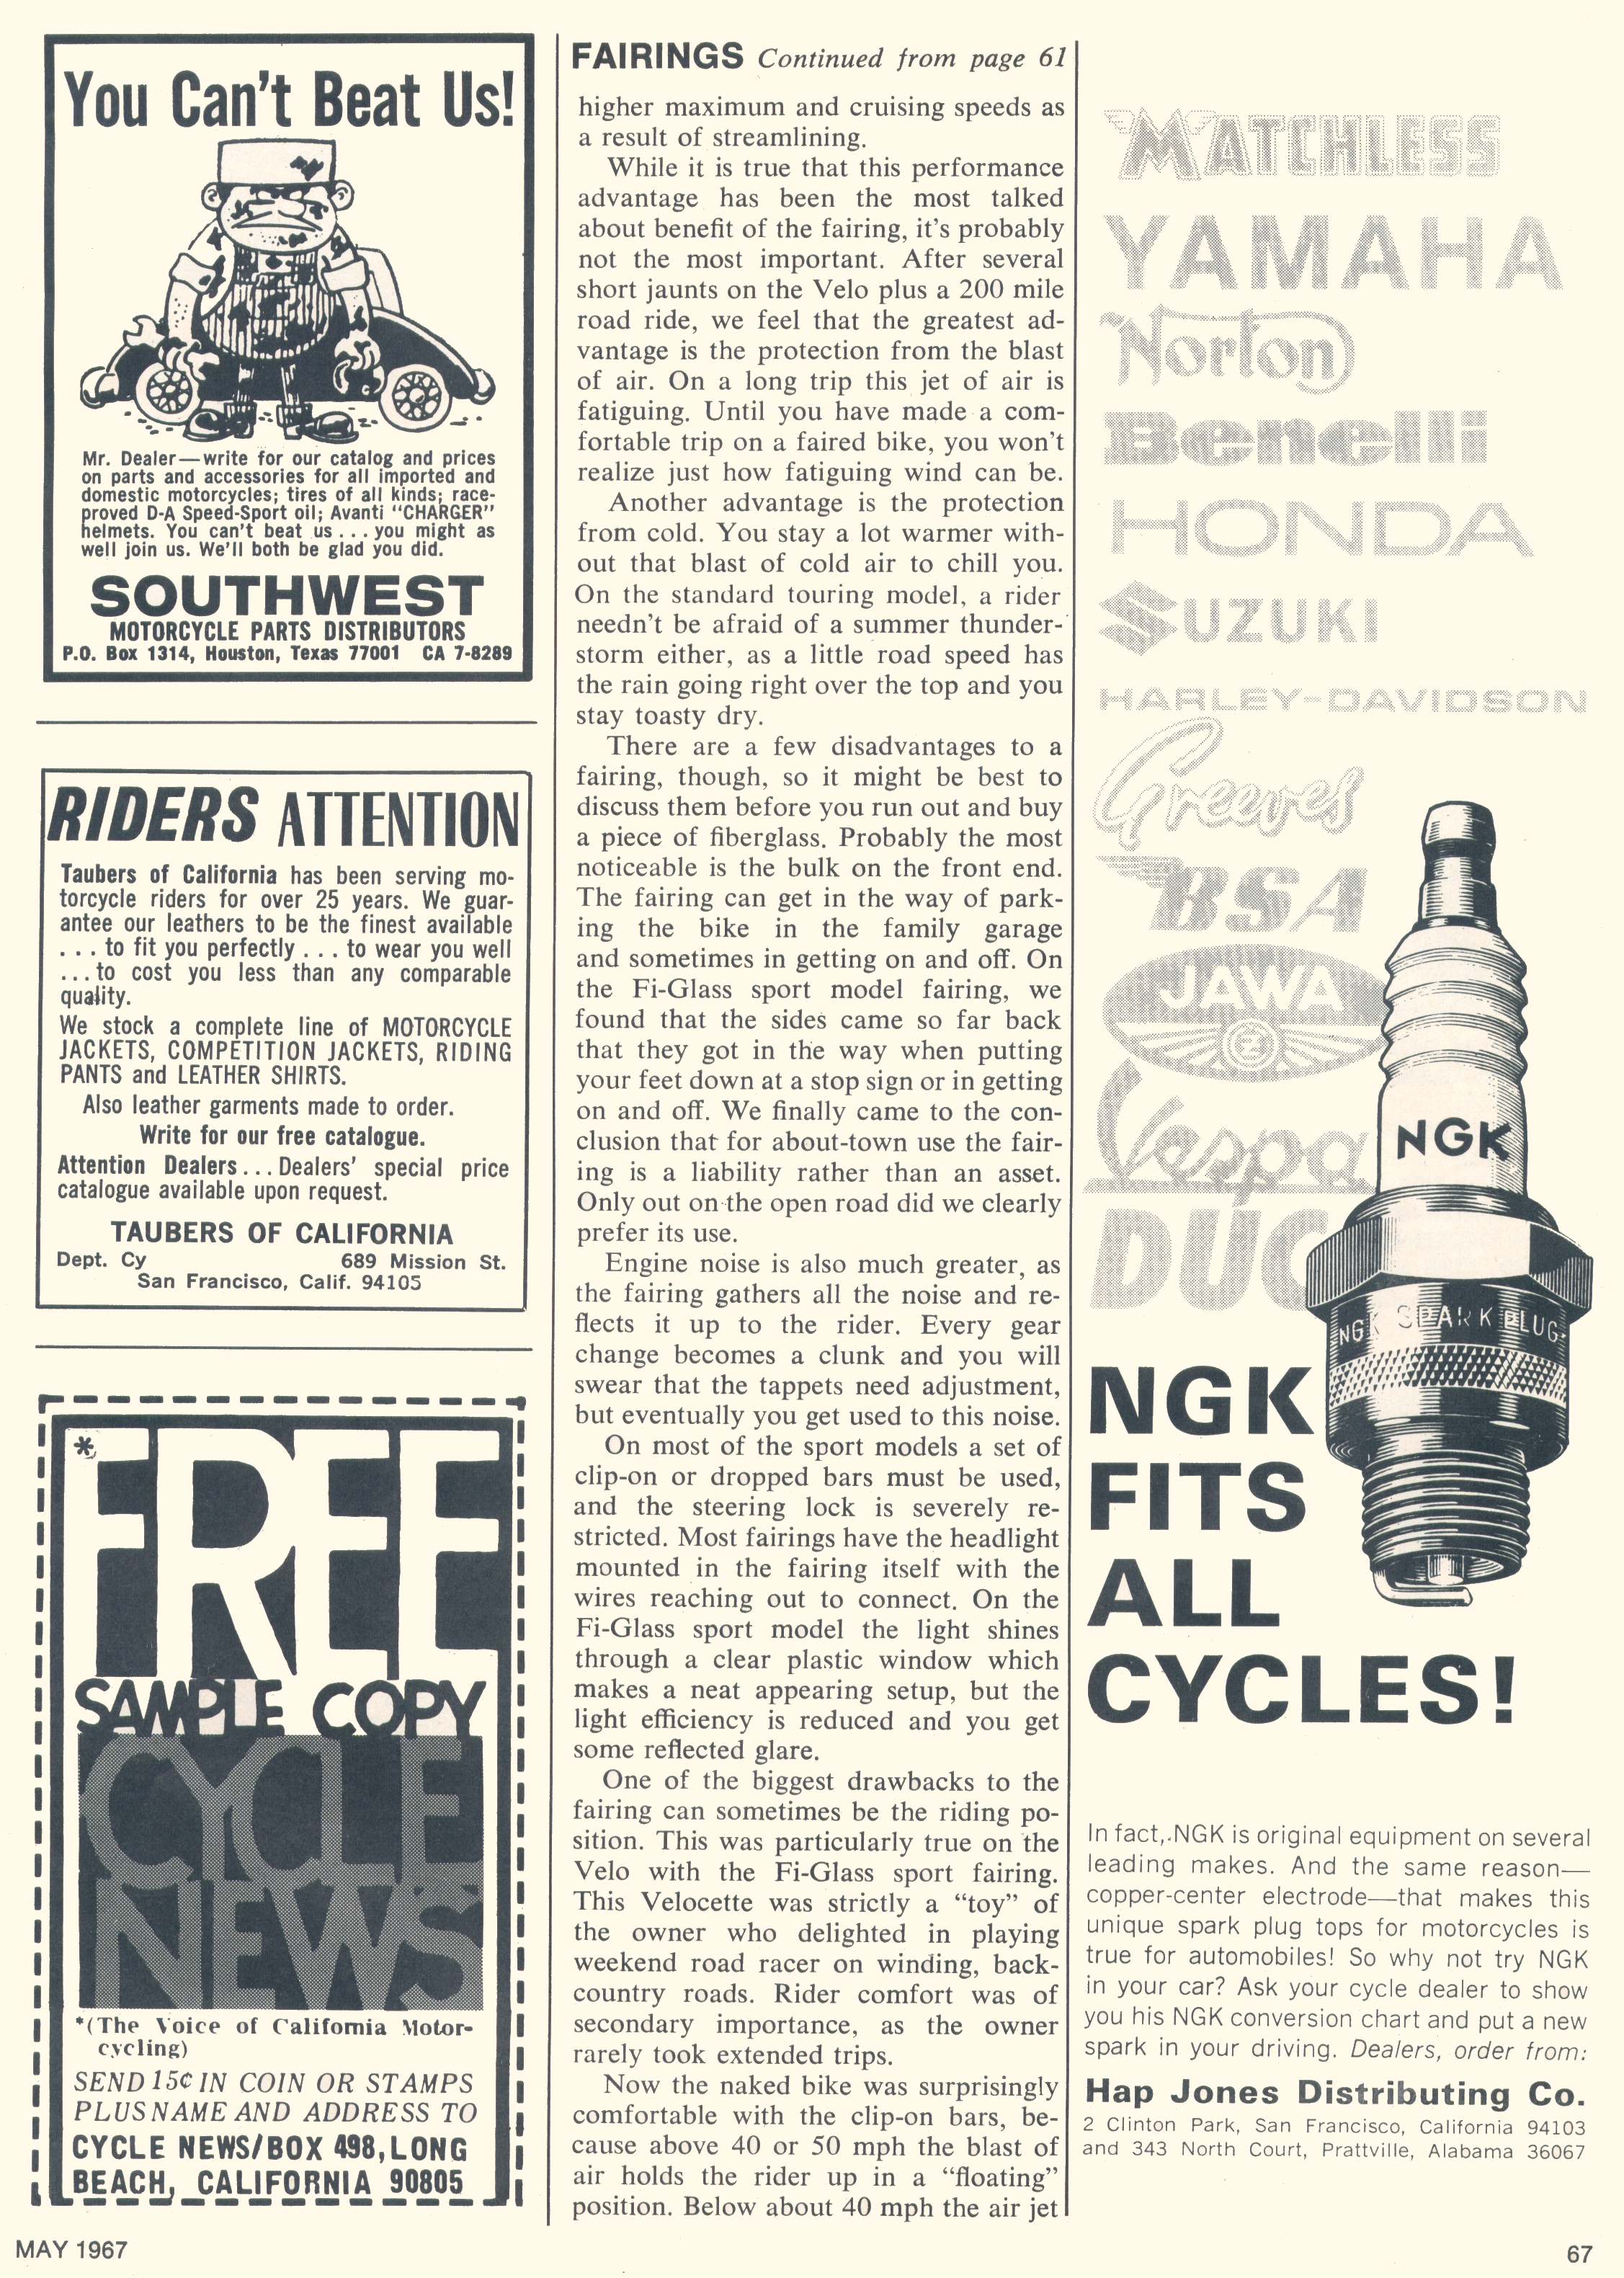 You Can't Beat Us!
Mr. Dealer—write for our catalog and prices
on parts and accessories for all imported and
domestic motorcycles; tires of all kinds; race-
proved D-A Speed-Sport oil; Avanti “CHARGER”
helmets. You can't beat us . . . you might as
well join us. We'll both be glad you did.
SOUTHWEST
MOTORCYCLE PARTS DISTRIBUTORS
P.O. Box 1314, Houston, Texas 77001 CA 7-8289
RIDERS ATTENTION
Taubers of California has been serving mo-
torcycle riders for over 25 years. We guar-
antee our leathers to be the finest available
. . . to fit you perfectly . . . to wear you well
. . . to cost you less than any comparable
quality.
We stock a complete line of MOTORCYCLE
JACKETS, COMPETITION JACKETS, RIDING
PANTS and LEATHER SHIRTS.
Also leather garments made to order.
Write for our free catalogue.
Attention Dealers . . . Dealers' special price
catalogue available upon request.
TAUBERS OF CALIFORNIA
Dept. Cy 689 Mission St.
San Francisco, Calif. 94105
*FREE
SAMPLE COPY
CYCLE
NEWS
*(The Voice of California Motor-
cycling)
SEND 15¢ IN COIN OR STAMPS
PLUS NAME AND ADDRESS TO
CYCLE NEWS/BOX 498, LONG
BEACH, CALIFORNIA 90805
FAIRINGS Continued from page 61
higher maximum and cruising speeds as
a result of streamlining.
While it is true that this performance
advantage has been the most talked
about benefit of the fairing, it's probably
not the most important. After several
short jaunts on the Velo plus a 200 mile
road ride, we feel that the greatest ad-
vantage is the protection from the blast
of air. On a long trip this jet of air is
fatiguing. Until you have made a com-
fortable trip on a faired bike, you won't
realize just how fatiguing wind can be.
Another advantage is the protection
from cold. You stay a lot warmer with-
out that blast of cold air to chill you.
On the standard touring model, a rider
needn't be afraid of a summer thunder-
storm either, as a little road speed has
the rain going right over the top and you
stay toasty dry.
There are a few disadvantages to a
fairing, though, so it might be best to
discuss them before you run out and buy
a piece of fiberglass. Probably the most
noticeable is the bulk on the front end.
The fairing can get in the way of park-
ing the bike in the family garage
and sometimes in getting on and off. On
the Fi-Glass sport model fairing, we
found that the sides came so far back
that they got in the way when putting
your feet down at a stop sign or in getting
on and off. We finally came to the con-
clusion that for about-town use the fair-
ing is a liability rather than an asset.
Only out on the open road did we clearly
prefer its use.
Engine noise is also much greater, as
the fairing gathers all the noise and re-
flects it up to the rider. Every gear
change becomes a clunk and you will
swear that the tappets need adjustment,
but eventually you get used to this noise.
On most of the sport models a set of
clip-on or dropped bars must be used,
and the steering lock is severely re-
stricted. Most fairings have the headlight
mounted in the fairing itself with the
wires reaching out to connect. On the
Fi-Glass sport model the light shines
through a clear plastic window which
makes a neat appearing setup, but the
light efficiency is reduced and you get
some reflected glare.
One of the biggest drawbacks to the
fairing can sometimes be the riding po-
sition. This was particularly true on the
Velo with the Fi-Glass sport fairing.
This Velocette was strictly a “toy” of
the owner who delighted in playing
weekend road racer on winding, back-
country roads. Rider comfort was of
secondary importance, as the owner
rarely took extended trips.
Now the naked bike was surprisingly
comfortable with the clip-on bars, be-
cause above 40 or 50 mph the blast of
air holds the rider up in a “floating”
position. Below about 40 mph the air jet
MATCHLESS
YAMAHA
Norton
Benelli
HONDA
SUZUKI
HARLEY-DAVIDSON
Greeves
BSA
JAWA
CZ
Vespa
DUC
NGK
NGK SPARK PLUG
NGK
FITS
ALL
CYCLES!
In fact, NGK is original equipment on several
leading makes. And the same reason—
copper-center electrode—that makes this
unique spark plug tops for motorcycles is
true for automobiles! So why not try NGK
in your car? Ask your cycle dealer to show
you his NGK conversion chart and put a new
spark in your driving. Dealers, order from:
Hap Jones Distributing Co.
2 Clinton Park, San Francisco, California 94103
and 343 North Court, Prattville, Alabama 36067
MAY 1967
67